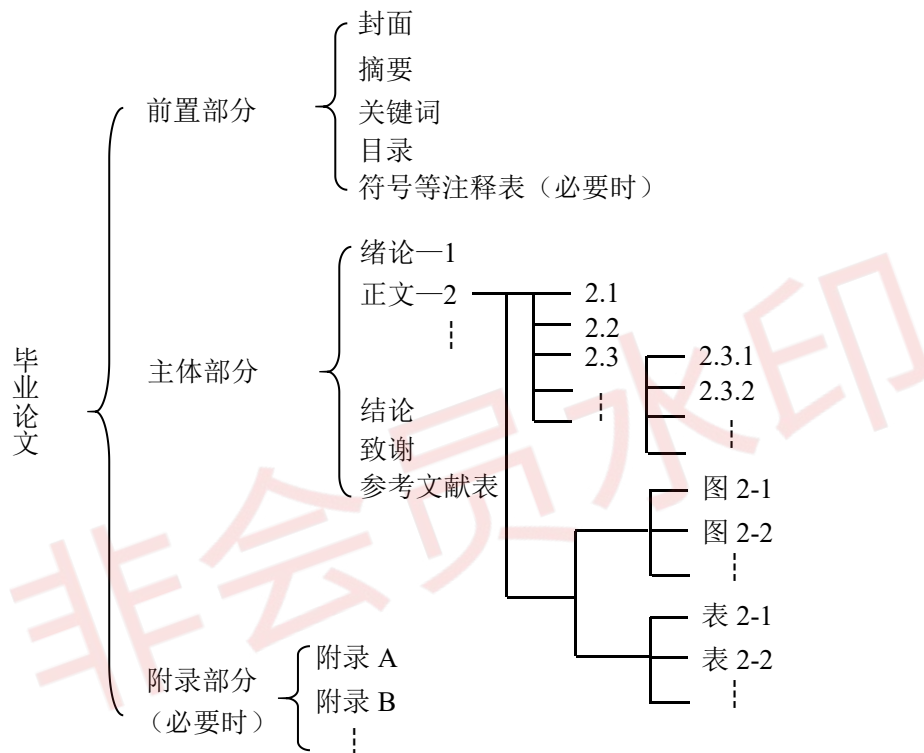 封面
摘要
前置部分
关键词
目录
符号等注释表（必要时）
绪论—1
正文—2
2.1
2.2
2.3
2.3.1
2.3.2
毕业论文
主体部分
结论
致谢
参考文献表
图 2-1
图 2-2
表 2-1
表 2-2
附录部分
（必要时）
附录 A
附录 B
非会员水印